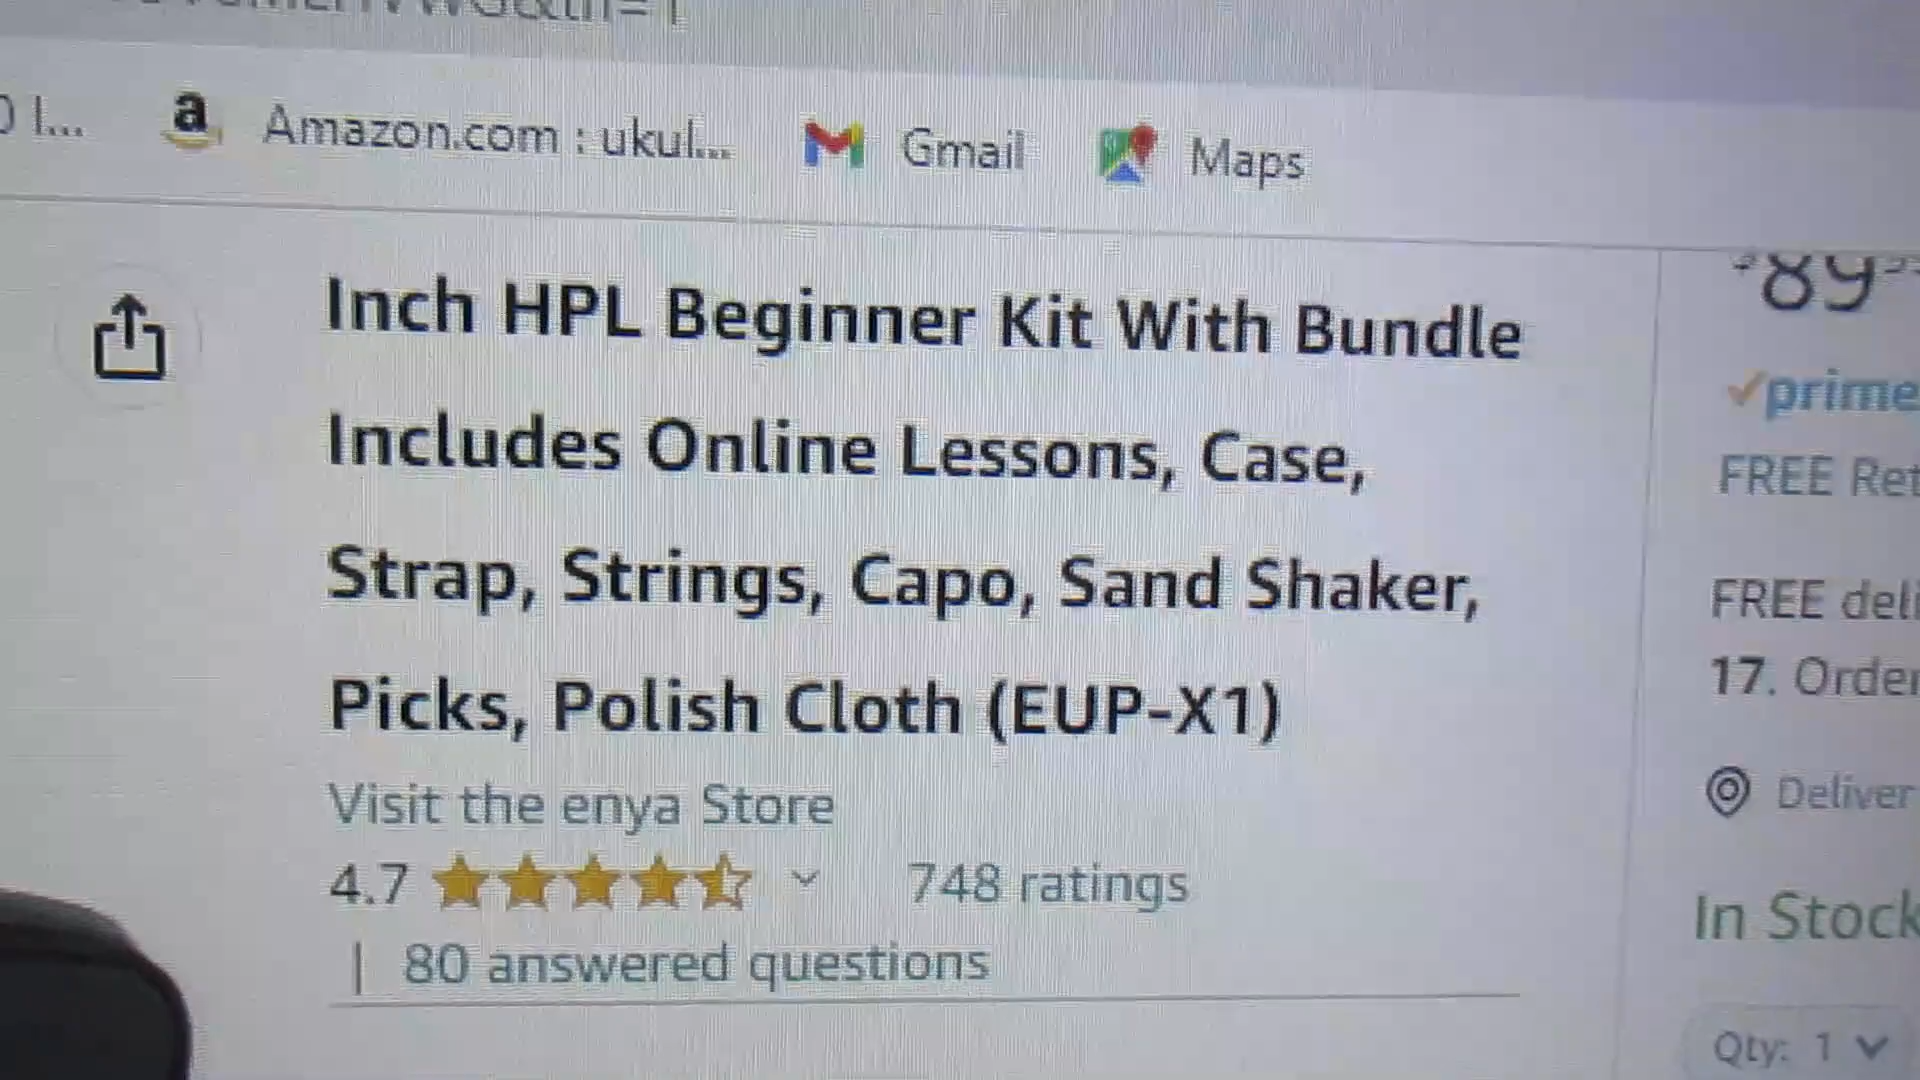 a Amazon.com : ukul... Gmail Maps
Inch HPL Beginner Kit With Bundle
Includes Online Lessons, Case,
Strap, Strings, Capo, Sand Shaker,
Picks, Polish Cloth (EUP-X1)
Visit the enya Store
4.7 748 ratings
| 80 answered questions
$89
prime
FREE Ret
FREE deli
17. Order
Deliver
In Stock
Qty: 1